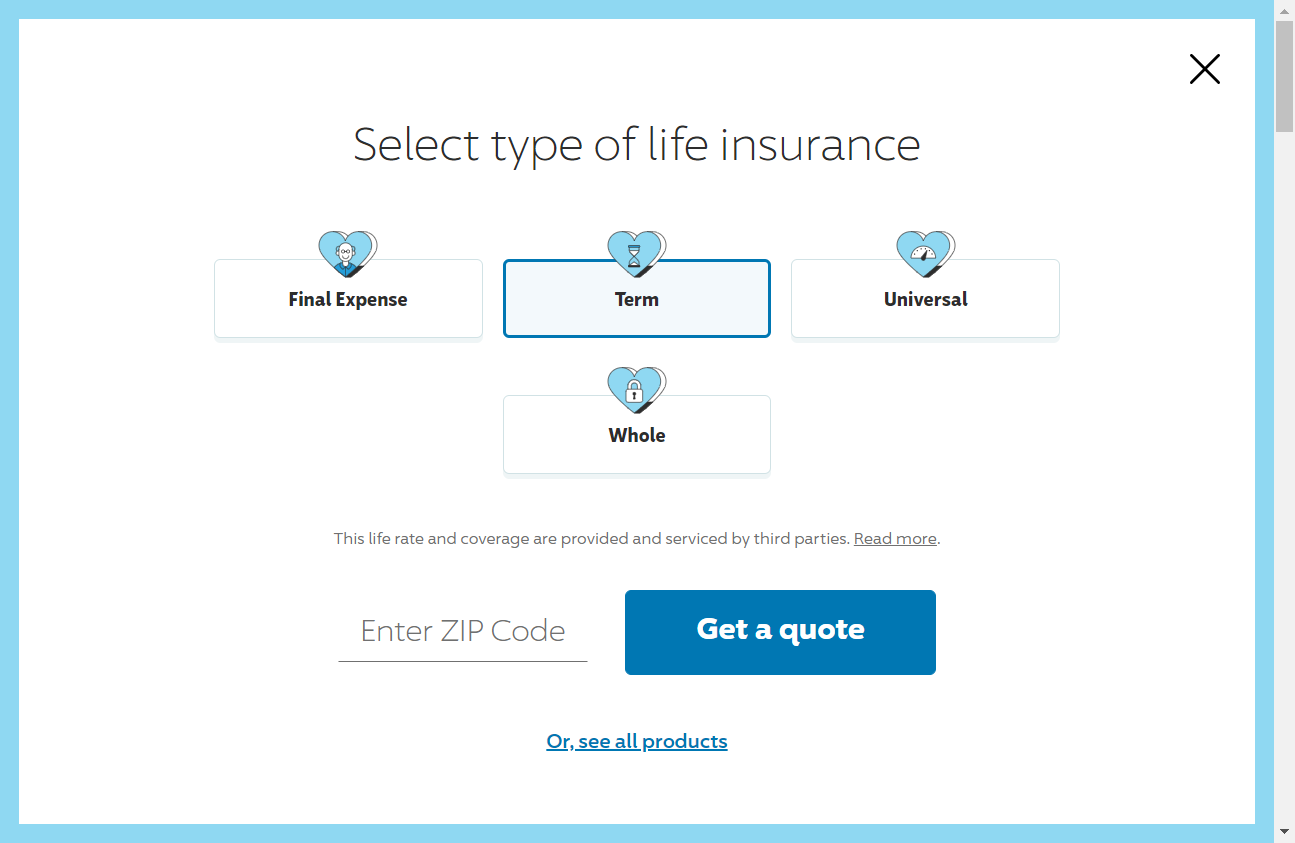 Select type of life insurance
Final Expense
Term
Universal
Whole
This life rate and coverage are provided and serviced by third parties. Read more.
Enter ZIP Code
Get a quote
Or, see all products